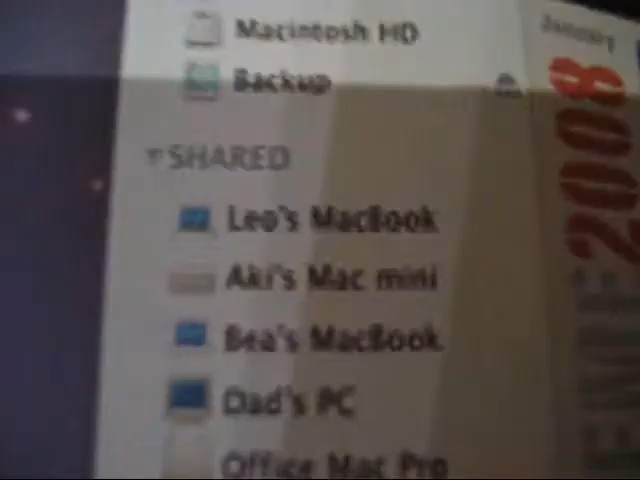 Macintosh HD
Backup
SHARED
Leo's MacBook
Aki's Mac mini
Bea's MacBook
Dad's PC
Office Mac Pro
January
2008